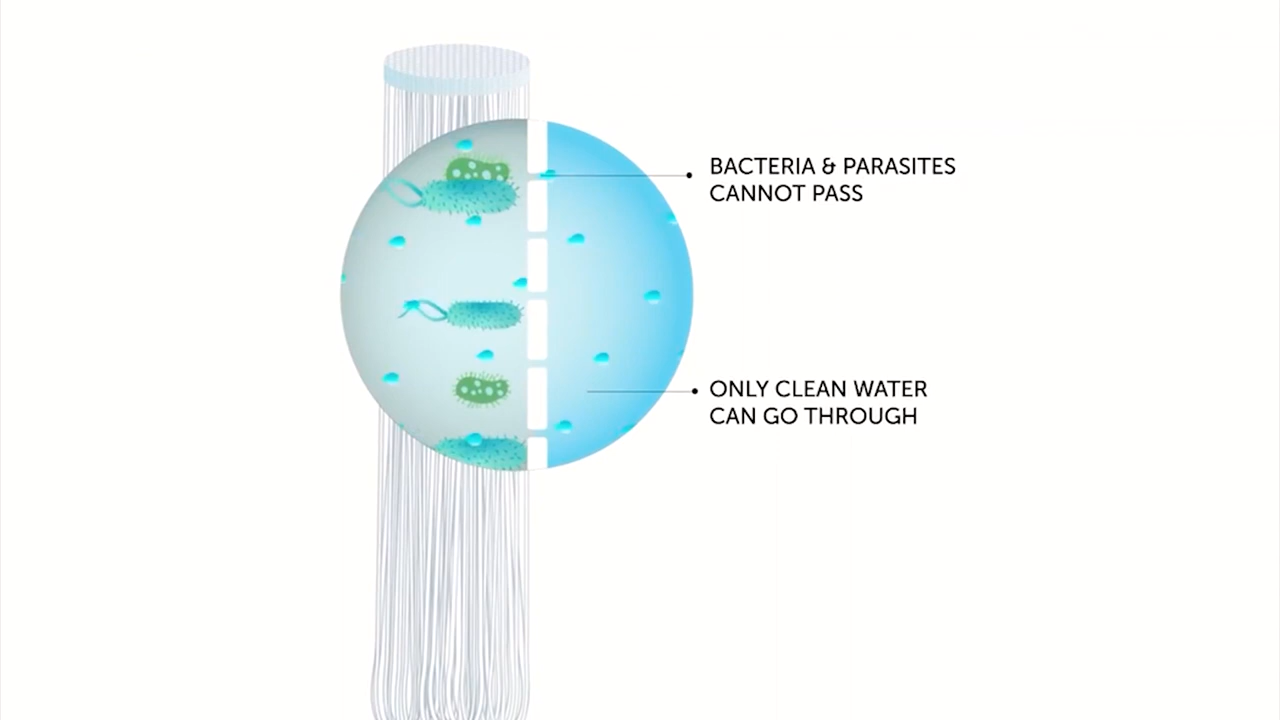 BACTERIA & PARASITES
CANNOT PASS
ONLY CLEAN WATER
CAN GO THROUGH